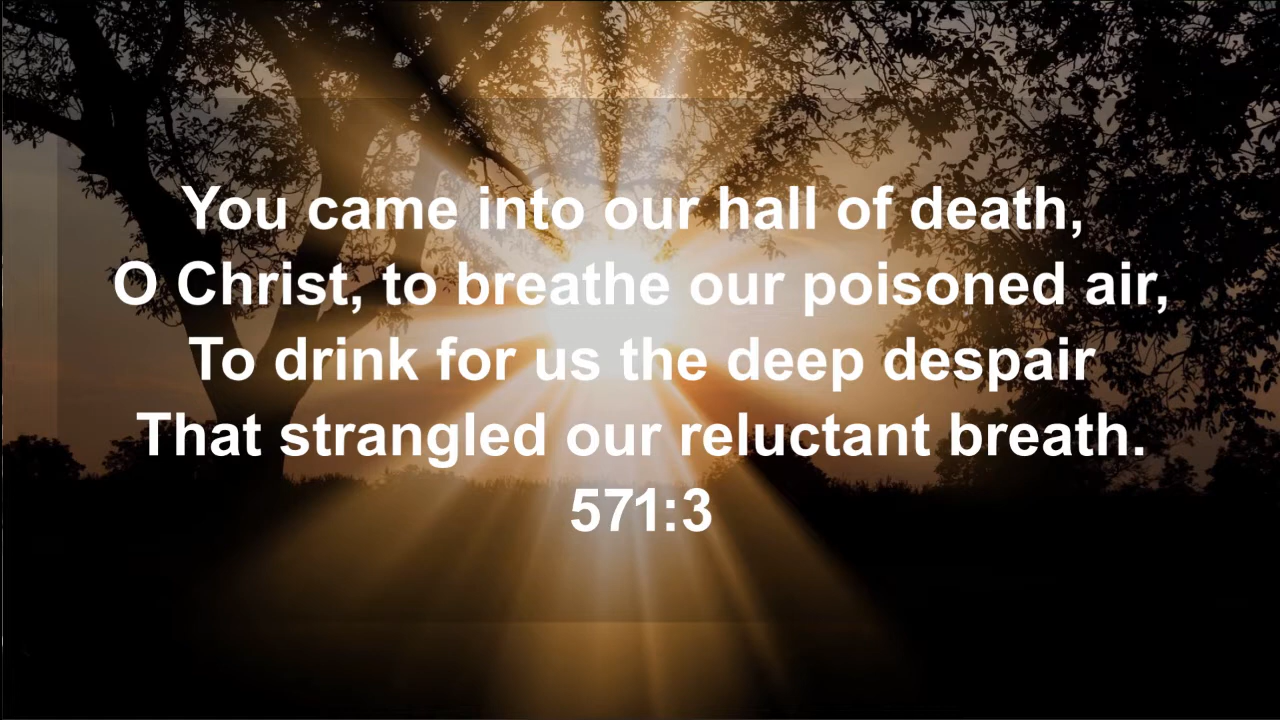 You came into our hall of death,
O Christ, to breathe our poisoned air,
To drink for us the deep despair
That strangled our reluctant breath.
571:3